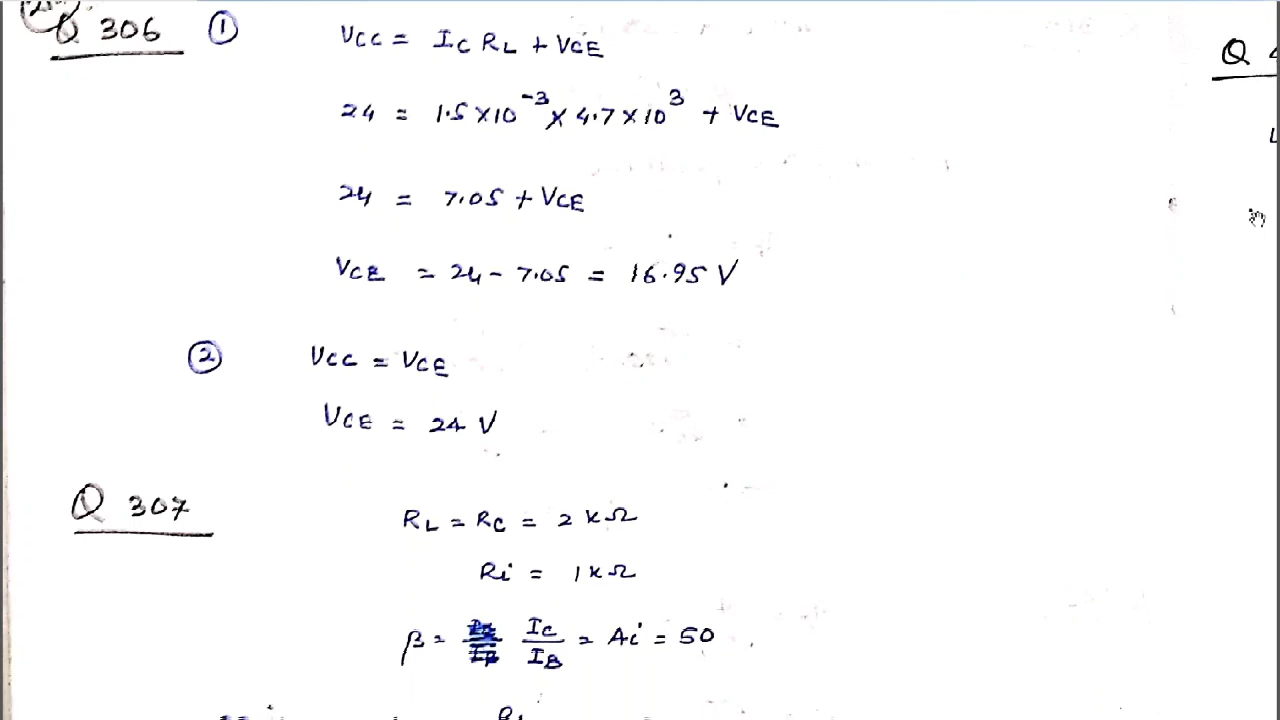 Q 306 ① VCC = IC RL + VCE
24 = 1.5 × 10⁻³ × 4.7 × 10³ + VCE
24 = 7.05 + VCE
VCE = 24 - 7.05 = 16.95 V
② VCC = VCE
VCE = 24 V
Q 307
RL = RC = 2 kΩ
Ri = 1 kΩ
β = IC / IB = Ai = 50
Q